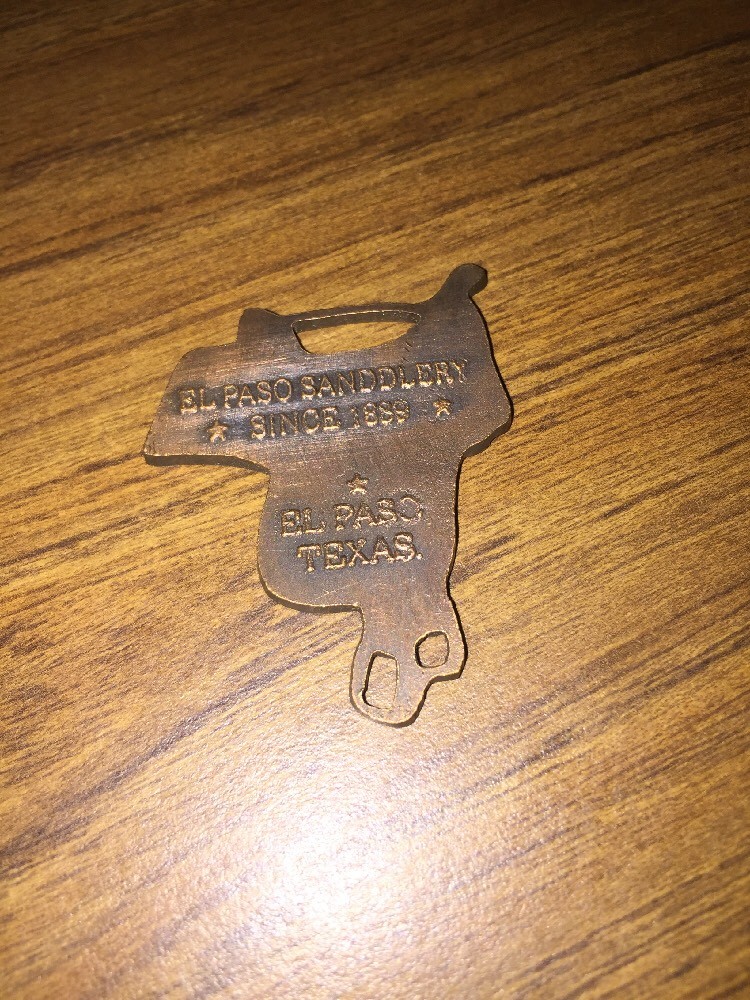 EL PASO SANDDLERY
SINCE 1889
EL PASO
TEXAS.